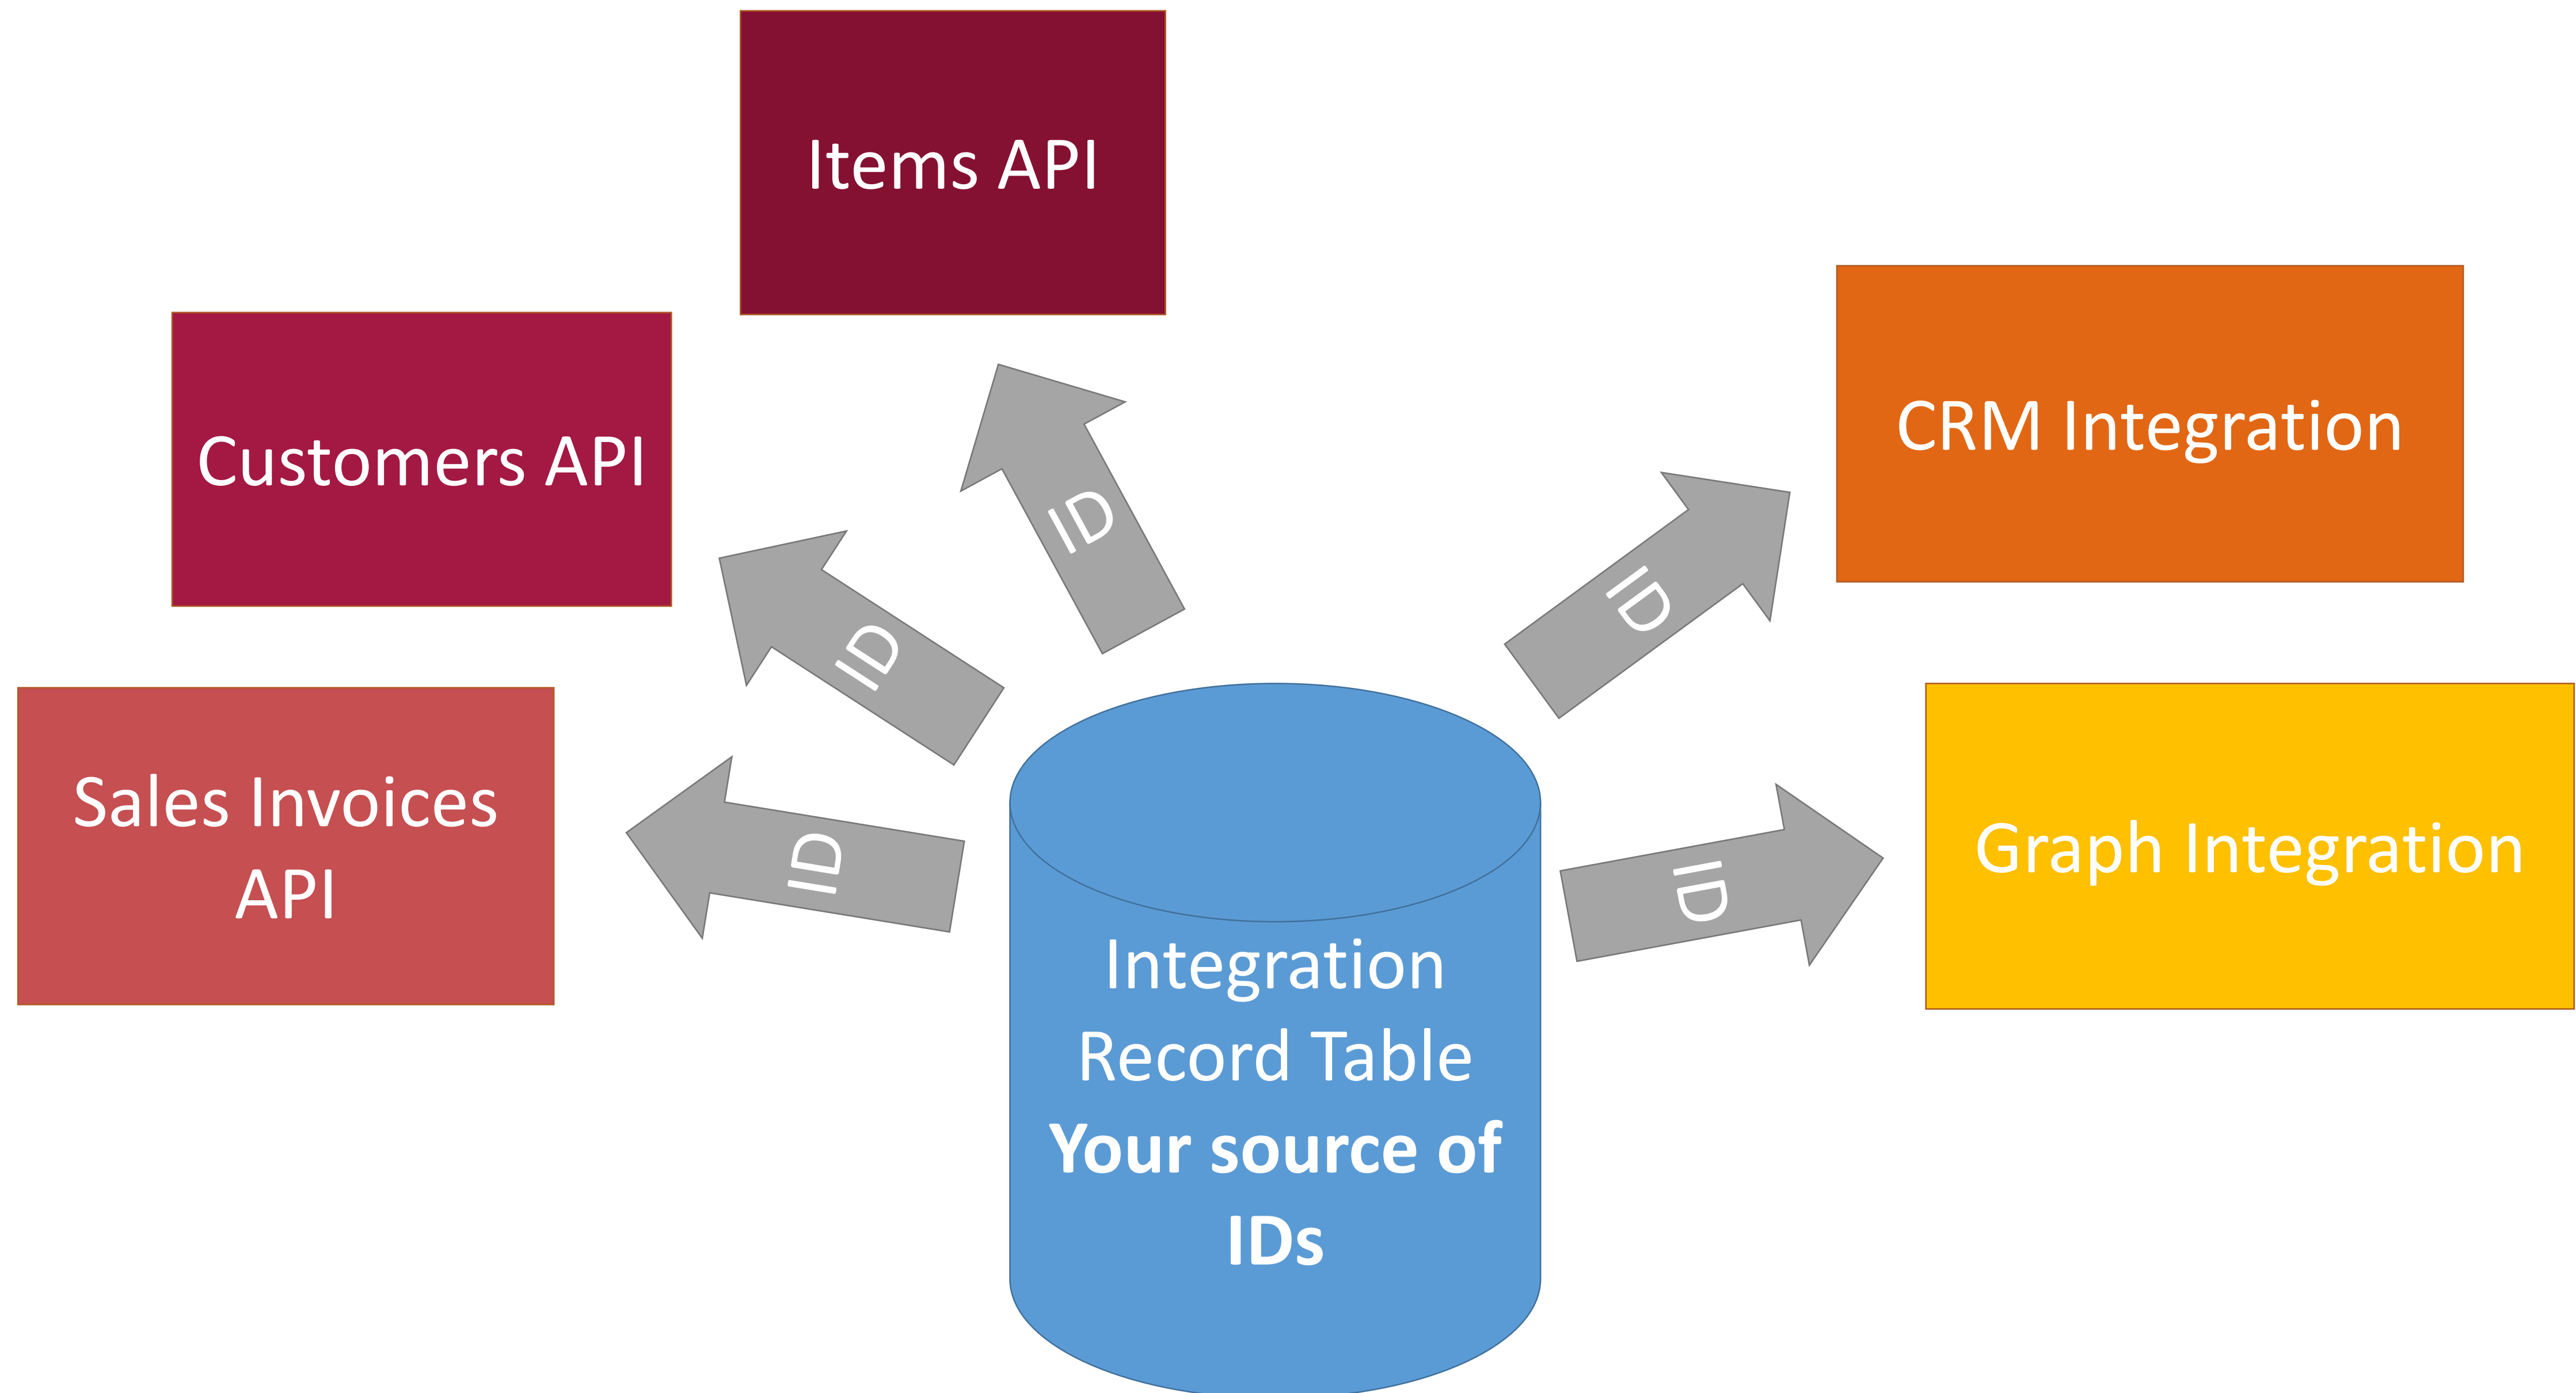 Items API
Customers API
CRM Integration
ID
ID
ID
ID
ID
Sales Invoices
API
Graph Integration
Integration
Record Table
Your source of
IDs